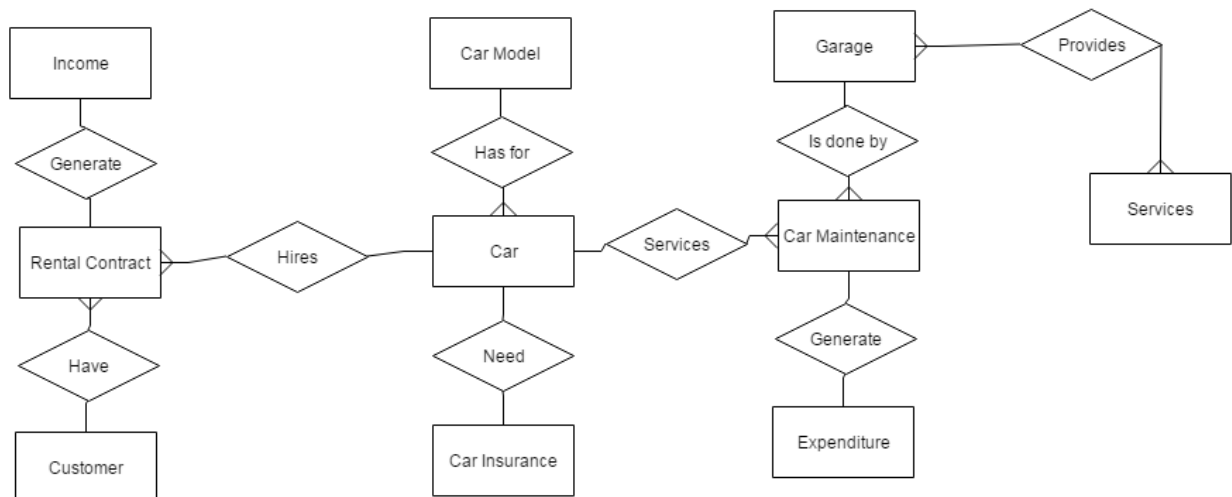 Income
Car Model
Garage
Provides
Generate
Has for
Is done by
Services
Rental Contract
Hires
Car
Services
Car Maintenance
Have
Need
Generate
Customer
Car Insurance
Expenditure